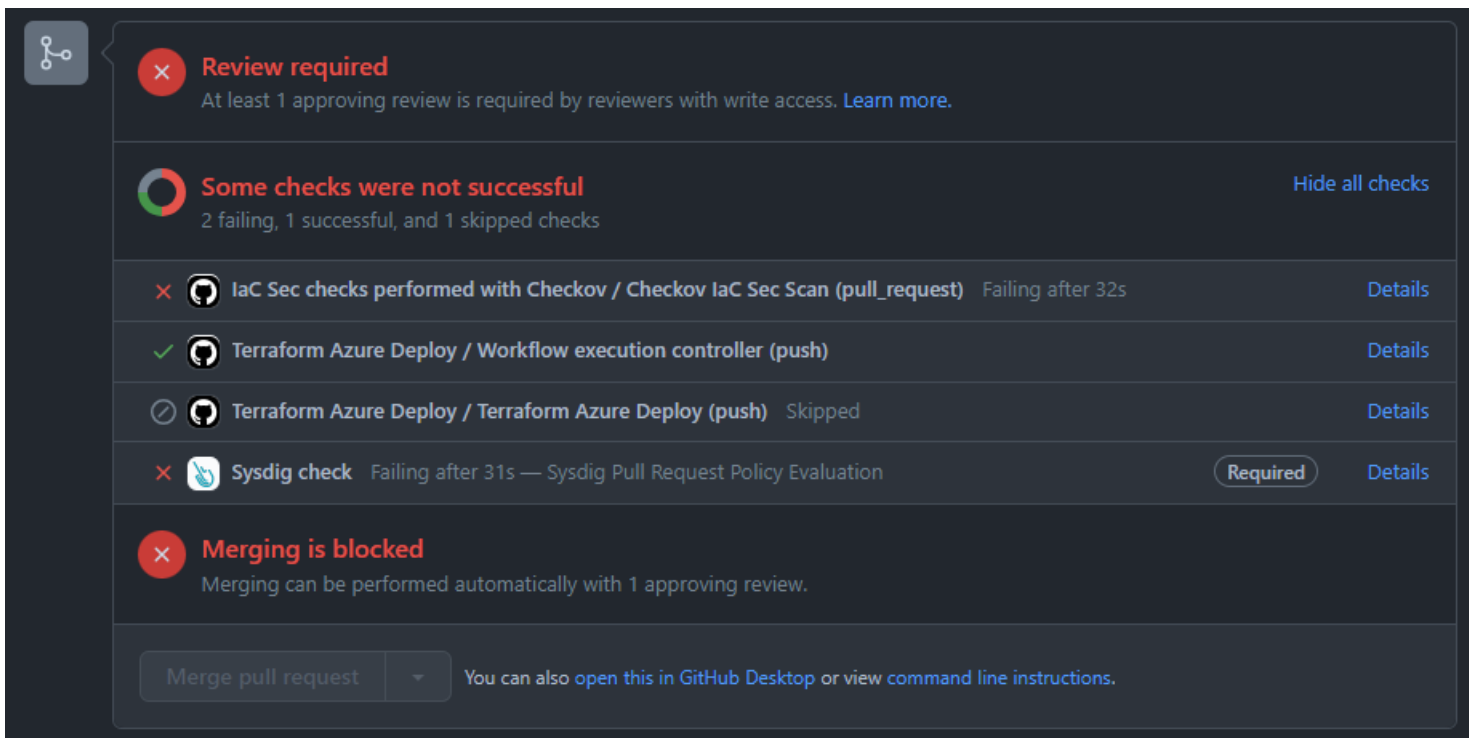 Review required
At least 1 approving review is required by reviewers with write access. Learn more.
Some checks were not successful
Hide all checks
2 failing, 1 successful, and 1 skipped checks
IaC Sec checks performed with Checkov / Checkov IaC Sec Scan (pull_request) Failing after 32s Details
Terraform Azure Deploy / Workflow execution controller (push) Details
Terraform Azure Deploy / Terraform Azure Deploy (push) Skipped Details
Sysdig check Failing after 31s — Sysdig Pull Request Policy Evaluation Required Details
Merging is blocked
Merging can be performed automatically with 1 approving review.
Merge pull request You can also open this in GitHub Desktop or view command line instructions.